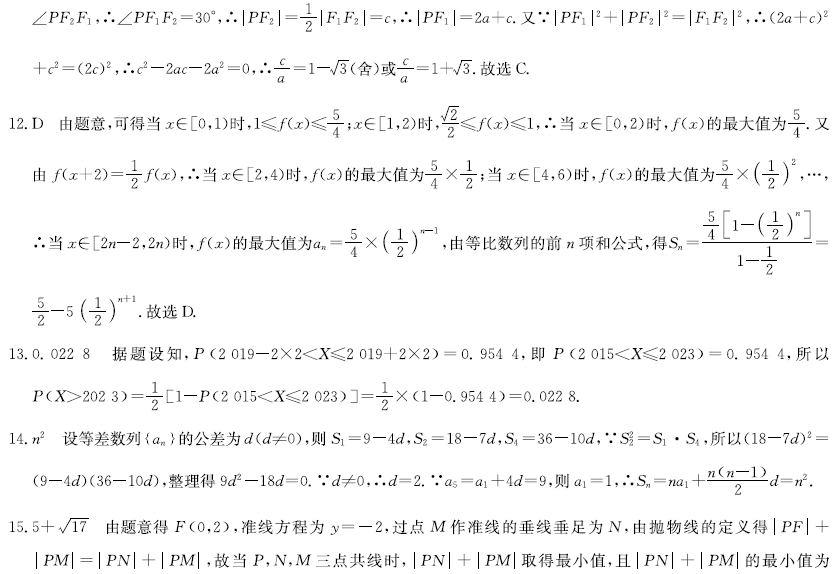 ∠PF₂F₁,∴∠PF₁F₂=30°,∴|PF₂|=1/2|F₁F₂|=c,∴|PF₁|=2a+c.又∵|PF₁|²+|PF₂|²=|F₁F₂|²,∴(2a+c)²
+c²=(2c)²,∴c²-2ac-2a²=0,∴c/a=1-√3(舍)或c/a=1+√3.故选C.
12.D 由题意,可得当x∈[0,1)时,1≤f(x)≤5/4;x∈[1,2)时,√2/2≤f(x)≤1,∴当x∈[0,2)时,f(x)的最大值为5/4.又
由f(x+2)=1/2f(x),∴当x∈[2,4)时,f(x)的最大值为5/4×1/2;当x∈[4,6)时,f(x)的最大值为5/4×(1/2)²,…,
∴当x∈[2n-2,2n)时,f(x)的最大值为aₙ=5/4×(1/2)ⁿ⁻¹,由等比数列的前n项和公式,得Sₙ=5/4[1-(1/2)ⁿ]/(1-1/2)=
5/2-5(1/2)ⁿ⁺¹.故选D.
13.0.022 8 据题设知,P(2 019-2×2<X≤2 019+2×2)=0.954 4,即P(2 015<X≤2 023)=0.954 4,所以
P(X>202 3)=1/2[1-P(2 015<X≤2 023)]=1/2×(1-0.954 4)=0.022 8.
14.n² 设等差数列{aₙ}的公差为d(d≠0),则S₁=9-4d,S₂=18-7d,S₄=36-10d,∵S₂²=S₁·S₄,所以(18-7d)²=
(9-4d)(36-10d),整理得9d²-18d=0.∵d≠0,∴d=2.∵a₅=a₁+4d=9,则a₁=1,∴Sₙ=na₁+n(n-1)/2d=n².
15.5+√17 由题意得F(0,2),准线方程为y=-2,过点M作准线的垂线垂足为N,由抛物线的定义得|PF|+
|PM|=|PN|+|PM|,故当P,N,M三点共线时,|PN|+|PM|取得最小值,且|PN|+|PM|的最小值为